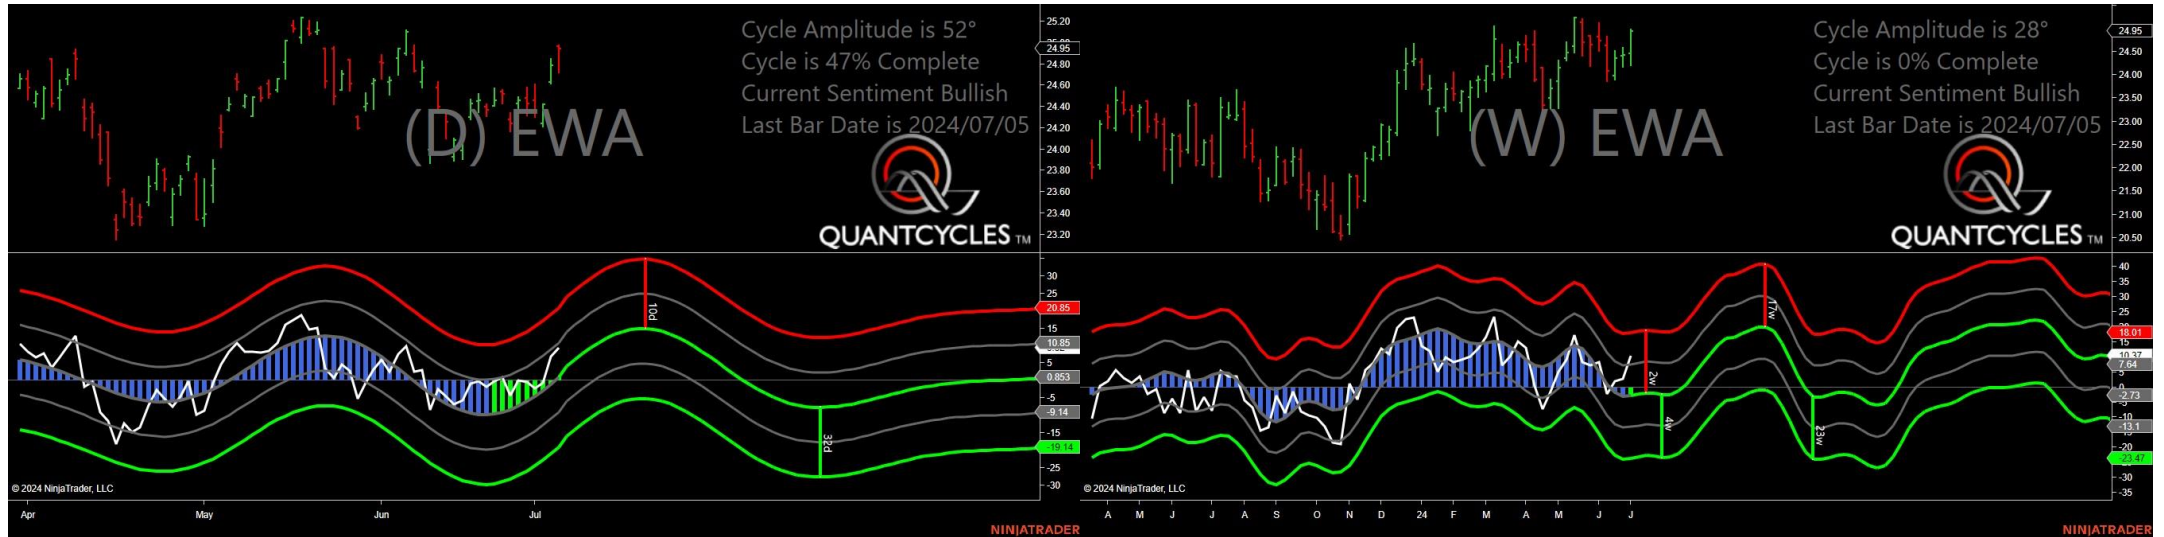 Cycle Amplitude is 52°
Cycle is 47% Complete
Current Sentiment Bullish
Last Bar Date is 2024/07/05
(D) EWA
QUANTCYCLES TM
25.20
24.95
24.80
24.60
24.40
24.20
24.00
23.80
23.60
23.40
23.20
30
25
20.85
15
10.85
5
0.853
-5
-9.14
-15
-19.14
-25
-30
10d
32d
© 2024 NinjaTrader, LLC
Apr May Jun Jul
NINJATRADER
Cycle Amplitude is 28°
Cycle is 0% Complete
Current Sentiment Bullish
Last Bar Date is 2024/07/05
(W) EWA
QUANTCYCLES TM
24.95
24.50
24.00
23.50
23.00
22.50
22.00
21.50
21.00
20.50
40
35
30
25
18.01
15
10.37
7.64
-2.73
-10
-13.1
-20
-23.47
-30
-35
2w
4w
17w
23w
© 2024 NinjaTrader, LLC
A M J J A S O N D 24 F M A M J J
NINJATRADER